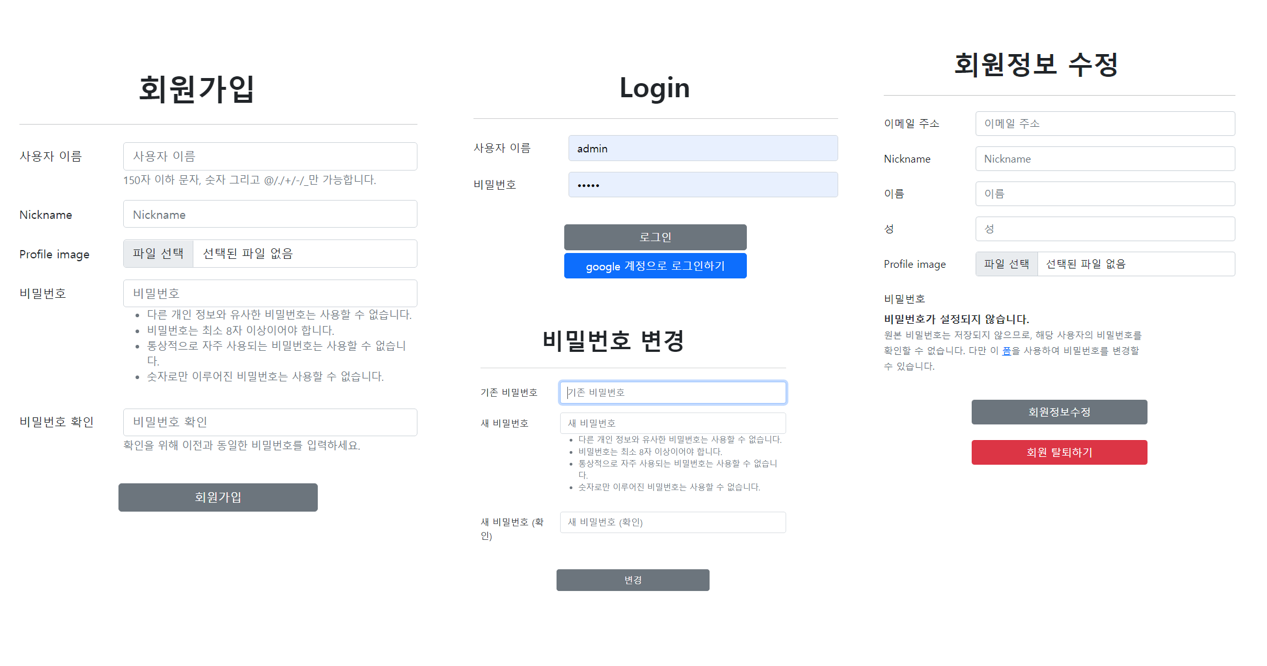 회원가입
사용자 이름
사용자 이름
150자 이하 문자, 숫자 그리고 @/./+/-/_만 가능합니다.
Nickname
Nickname
Profile image
파일 선택 선택된 파일 없음
비밀번호
비밀번호
다른 개인 정보와 유사한 비밀번호는 사용할 수 없습니다.
비밀번호는 최소 8자 이상이어야 합니다.
통상적으로 자주 사용되는 비밀번호는 사용할 수 없습니
다.
숫자로만 이루어진 비밀번호는 사용할 수 없습니다.
비밀번호 확인
비밀번호 확인
확인을 위해 이전과 동일한 비밀번호를 입력하세요.
회원가입
Login
사용자 이름
admin
비밀번호
•••••
로그인
google 계정으로 로그인하기
비밀번호 변경
기존 비밀번호
기존 비밀번호
새 비밀번호
새 비밀번호
다른 개인 정보와 유사한 비밀번호는 사용할 수 없습니다.
비밀번호는 최소 8자 이상이어야 합니다.
통상적으로 자주 사용되는 비밀번호는 사용할 수 없습니
다.
숫자로만 이루어진 비밀번호는 사용할 수 없습니다.
새 비밀번호 (확
인)
새 비밀번호 (확인)
변경
회원정보 수정
이메일 주소
이메일 주소
Nickname
Nickname
이름
이름
성
성
Profile image
파일 선택 선택된 파일 없음
비밀번호
비밀번호가 설정되지 않습니다.
원본 비밀번호는 저장되지 않으므로, 해당 사용자의 비밀번호를
확인할 수 없습니다. 다만 이 폼을 사용하여 비밀번호를 변경할
수 있습니다.
회원정보수정
회원 탈퇴하기